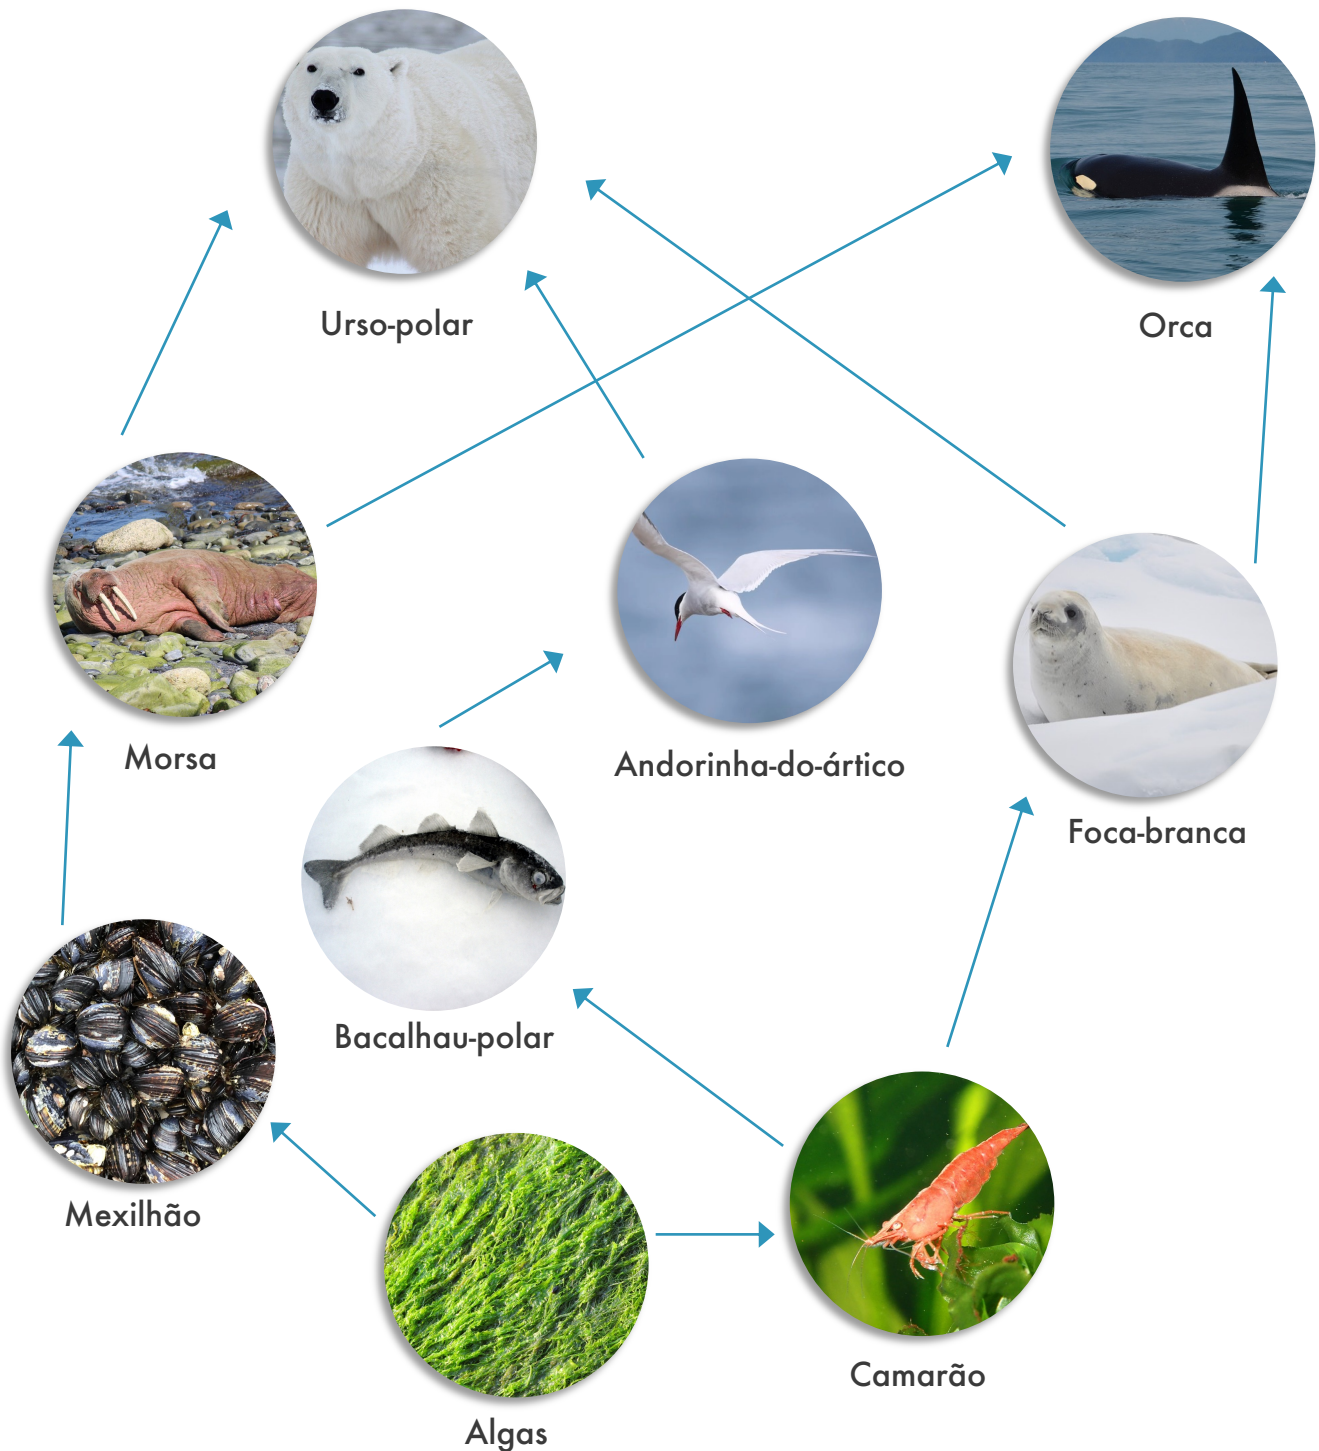 Urso-polar
Orca
Morsa
Andorinha-do-ártico
Foca-branca
Bacalhau-polar
Mexilhão
Camarão
Algas